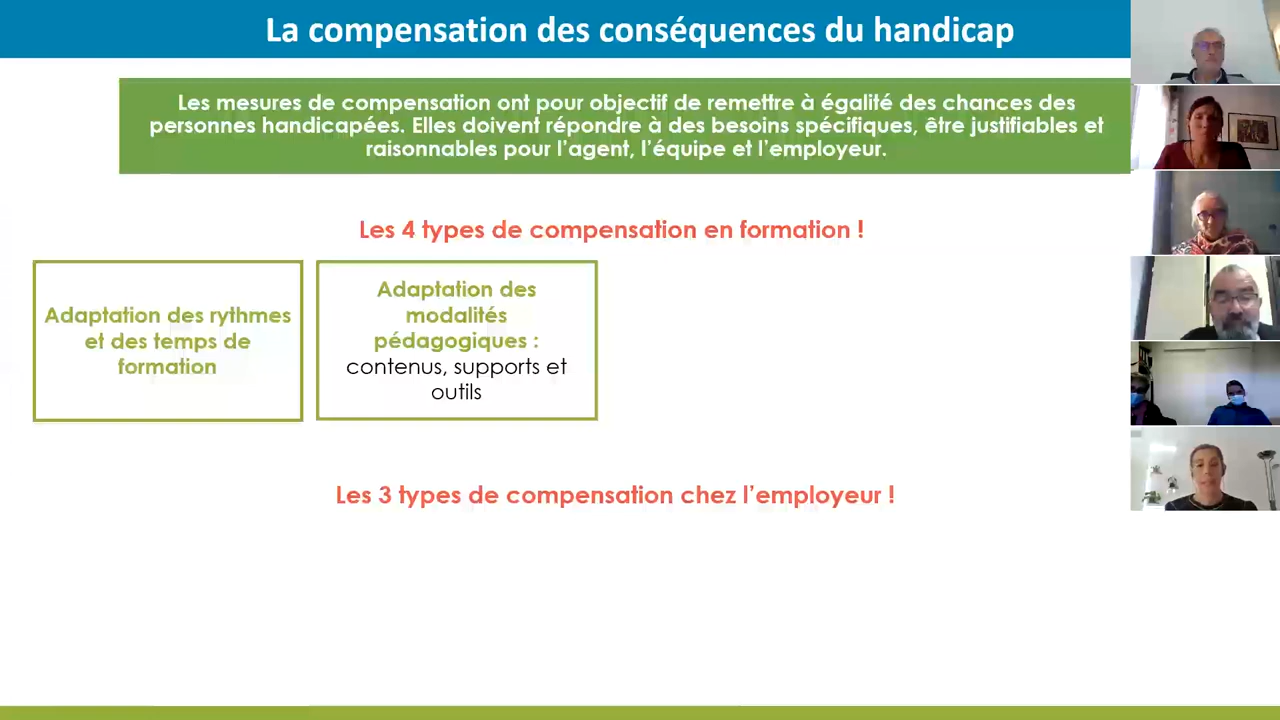 La compensation des conséquences du handicap
Les mesures de compensation ont pour objectif de remettre à égalité des chances des
personnes handicapées. Elles doivent répondre à des besoins spécifiques, être justifiables et
raisonnables pour l'agent, l'équipe et l'employeur.
Les 4 types de compensation en formation !
Adaptation des rythmes
et des temps de
formation
Adaptation des
modalités
pédagogiques :
contenus, supports et
outils
Les 3 types de compensation chez l'employeur !